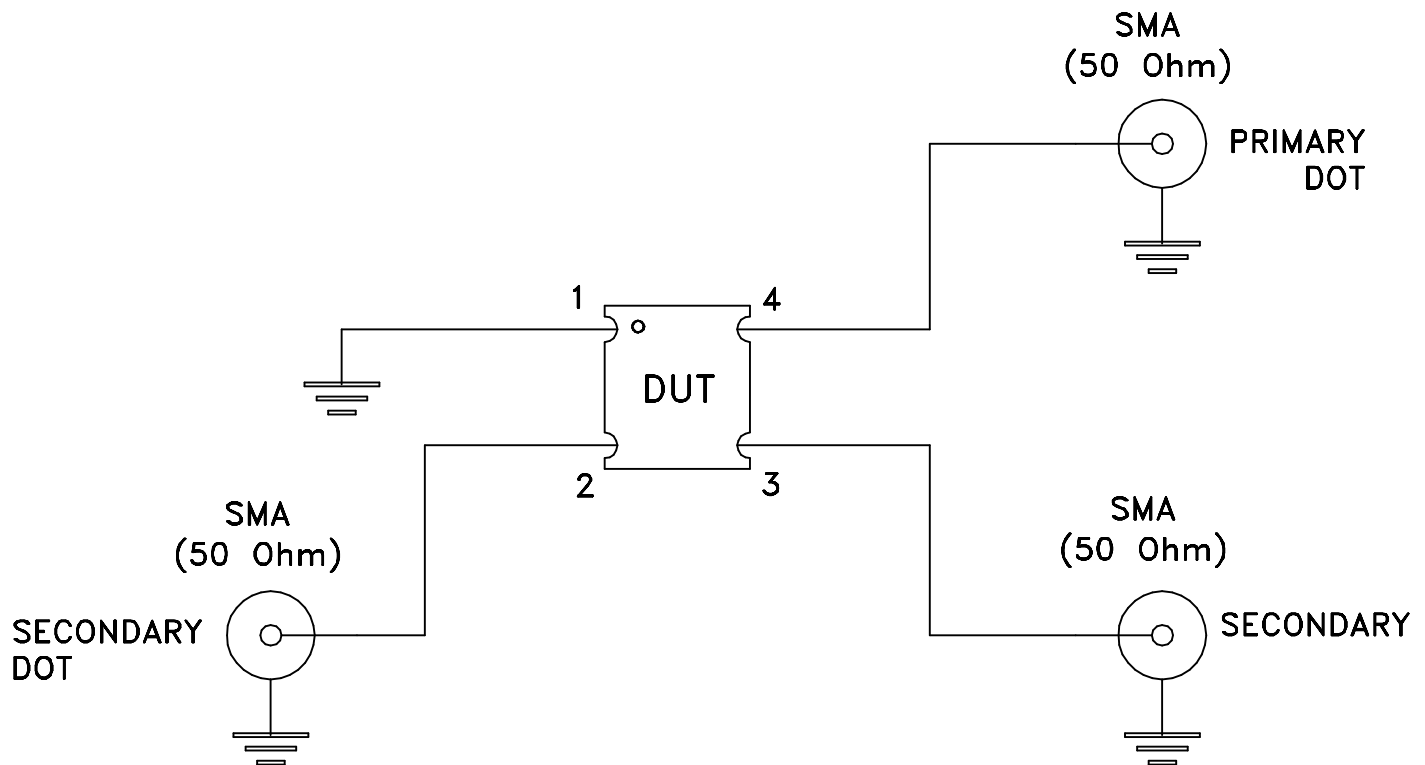 SMA
(50 Ohm)
PRIMARY
DOT
1
4
DUT
2
3
SMA
(50 Ohm)
SECONDARY
DOT
SMA
(50 Ohm)
SECONDARY